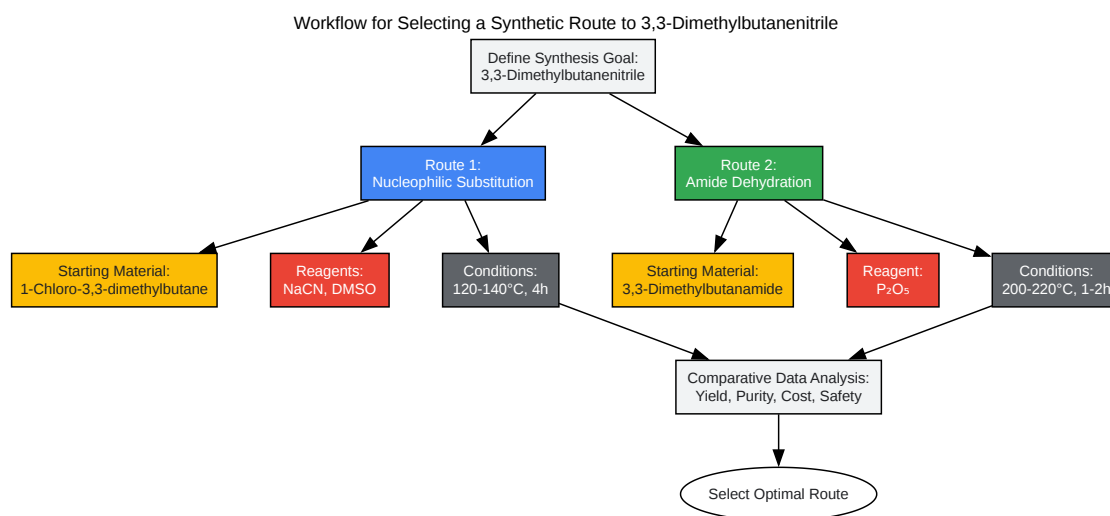 Workflow for Selecting a Synthetic Route to 3,3-Dimethylbutanenitrile
Define Synthesis Goal:
3,3-Dimethylbutanenitrile
Route 1:
Nucleophilic Substitution
Route 2:
Amide Dehydration
Starting Material:
1-Chloro-3,3-dimethylbutane
Reagents:
NaCN, DMSO
Conditions:
120-140°C, 4h
Starting Material:
3,3-Dimethylbutanamide
Reagent:
P₂O₅
Conditions:
200-220°C, 1-2h
Comparative Data Analysis:
Yield, Purity, Cost, Safety
Select Optimal Route